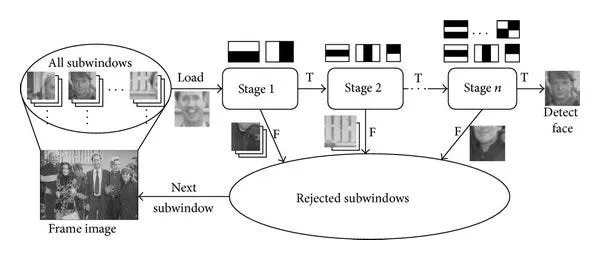 All subwindows
Load
Stage 1
T
Stage 2
T
Stage n
T
Detect
face
F
F
F
Rejected subwindows
Next
subwindow
Frame image